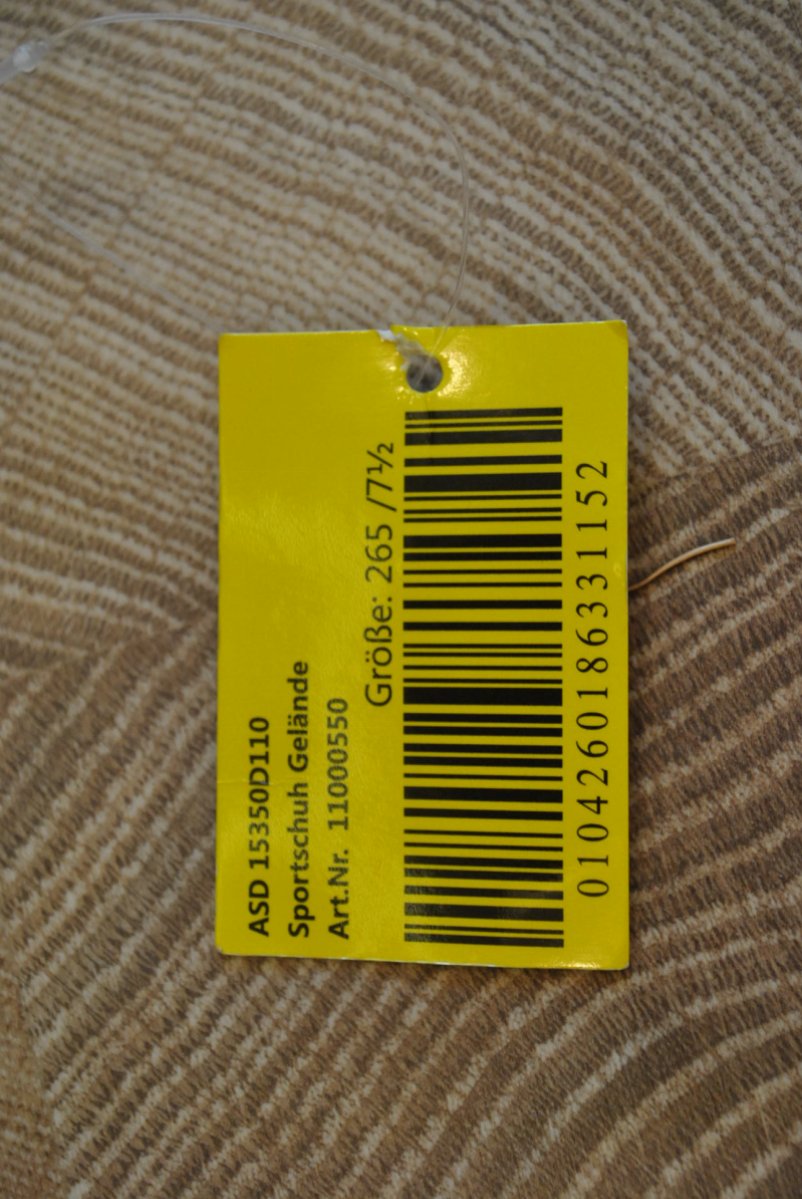 ASD 15350D110
Sportschuh Gelände
Art.Nr. 11000550
Größe: 265 /7½
0104260186331152